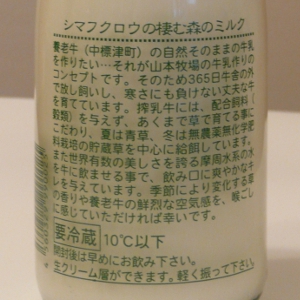 シマフクロウの棲む森のミルク
養老牛(中標津町)の自然そのままの牛乳
を作りたい…それが山本牧場の牛乳作りの
コンセプトです。そのため365日牛舎の外
で放し飼いし、寒さにも負けない丈夫な牛
を育てています。搾乳牛には、配合飼料(
穀類)を与えず、あくまで草で育てる事に
こだわり、夏は青草、冬は無農薬無化学肥
料栽培の貯蔵草を中心に給餌しています。
また世界有数の美しさを誇る摩周水系の水
を牛に飲ませる事で、飲み口に爽やかなキ
レを与えています。季節により変化する草
の香りや養老牛の鮮烈な空気感を、喉ごし
に感じていただければ幸いです。
要冷蔵 10℃以下
開封後は早めにお飲み下さい。
生クリーム層ができます。軽く振って下さい。